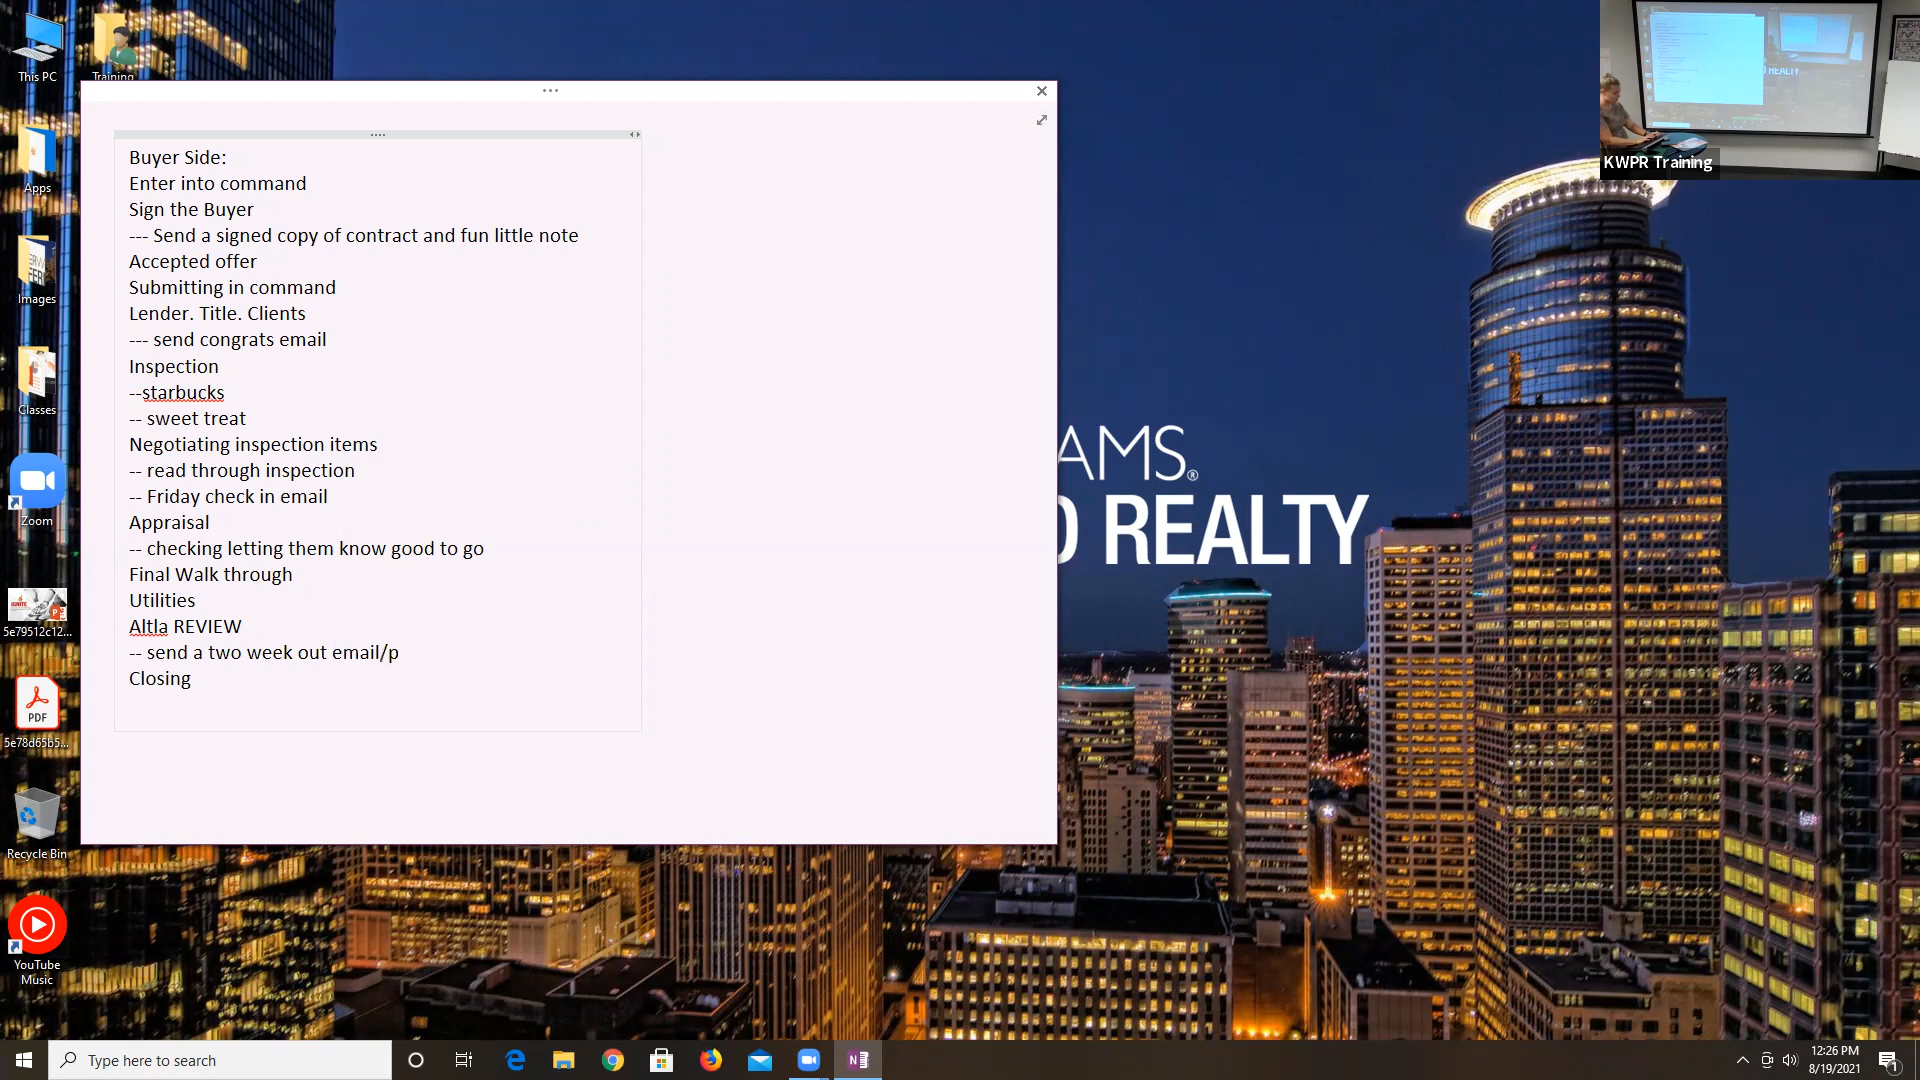 This PC
Training
Apps
Images
Classes
Zoom
5e79512c12...
PDF
5e78d65b5...
Recycle Bin
YouTube
Music
Buyer Side:
Enter into command
Sign the Buyer
--- Send a signed copy of contract and fun little note
Accepted offer
Submitting in command
Lender. Title. Clients
--- send congrats email
Inspection
--starbucks
-- sweet treat
Negotiating inspection items
-- read through inspection
-- Friday check in email
Appraisal
-- checking letting them know good to go
Final Walk through
Utilities
Altla REVIEW
-- send a two week out email/p
Closing
AMS®
D REALTY
REALTY
KWPR Training
Type here to search
12:26 PM
8/19/2021
1